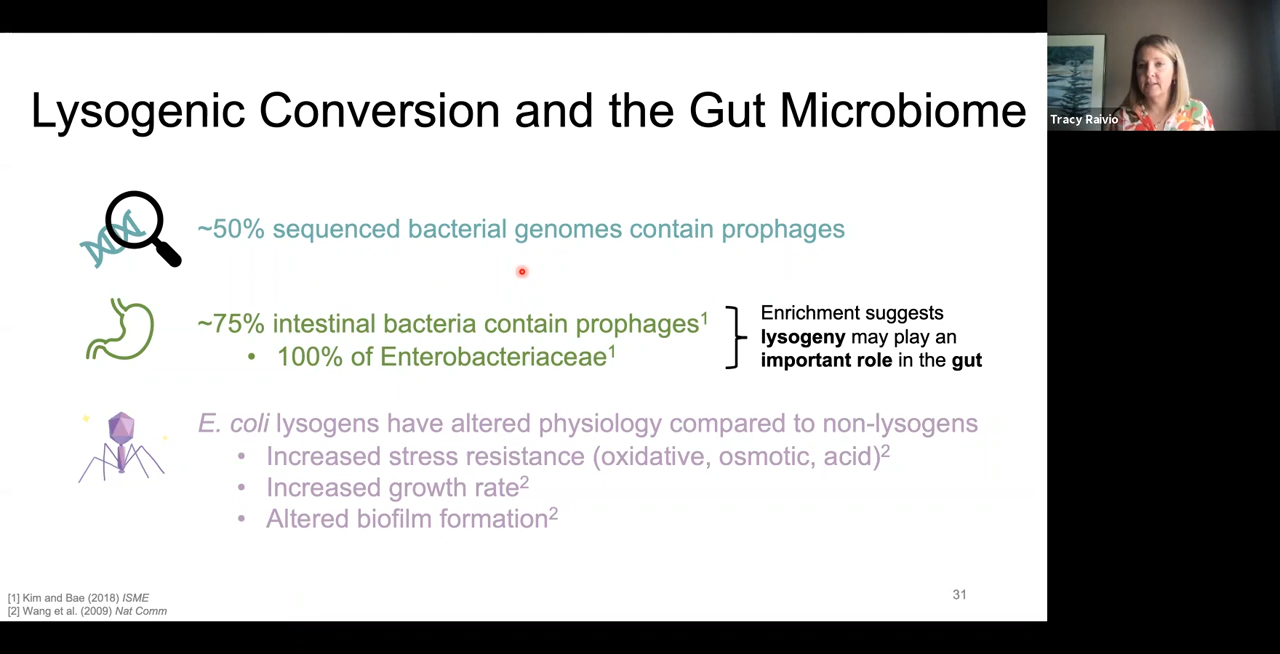 Lysogenic Conversion and the Gut Microbiome
Tracy Raivio
~50% sequenced bacterial genomes contain prophages
~75% intestinal bacteria contain prophages¹
• 100% of Enterobacteriaceae¹
Enrichment suggests
lysogeny may play an
important role in the gut
E. coli lysogens have altered physiology compared to non-lysogens
• Increased stress resistance (oxidative, osmotic, acid)²
• Increased growth rate²
• Altered biofilm formation²
[1] Kim and Bae (2018) ISME
[2] Wang et al. (2009) Nat Comm
31